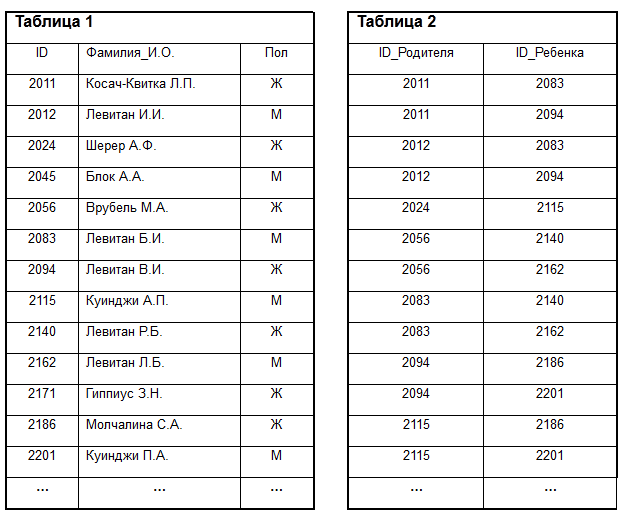 Таблица 1
ID Фамилия_И.О. Пол
2011 Косач-Квитка Л.П. Ж
2012 Левитан И.И. М
2024 Шерер А.Ф. Ж
2045 Блок А.А. М
2056 Врубель М.А. Ж
2083 Левитан Б.И. М
2094 Левитан В.И. Ж
2115 Куинджи А.П. М
2140 Левитан Р.Б. Ж
2162 Левитан Л.Б. М
2171 Гиппиус З.Н. Ж
2186 Молчалина С.А. Ж
2201 Куинджи П.А. М
... ... ...
Таблица 2
ID_Родителя ID_Ребенка
2011 2083
2011 2094
2012 2083
2012 2094
2024 2115
2056 2140
2056 2162
2083 2140
2083 2162
2094 2186
2094 2201
2115 2186
2115 2201
... ...